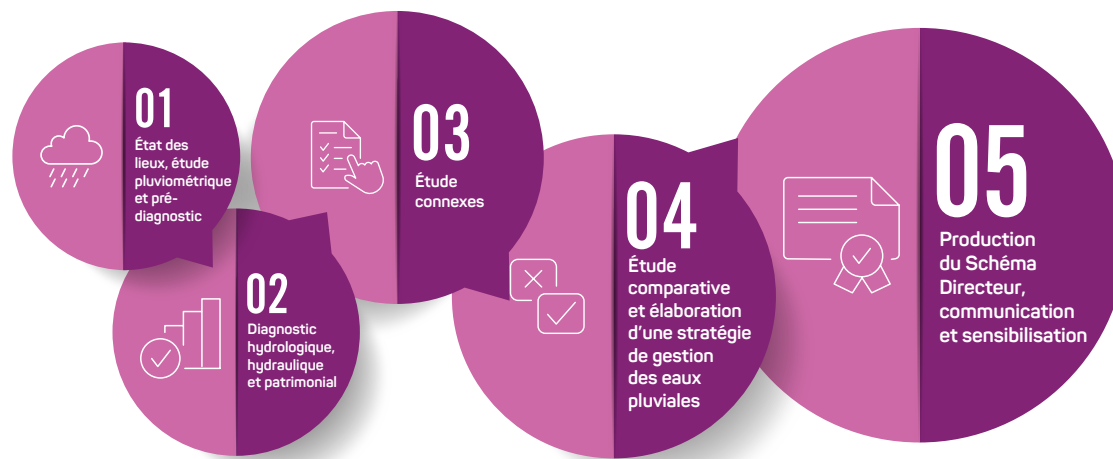 01
État des
lieux, étude
pluviométrique
et pré-
diagnostic
02
Diagnostic
hydrologique,
hydraulique
et patrimonial
03
Étude
connexes
04
Étude
comparative
et élaboration
d’une stratégie
de gestion
des eaux
pluviales
05
Production
du Schéma
Directeur,
communication
et sensibilisation